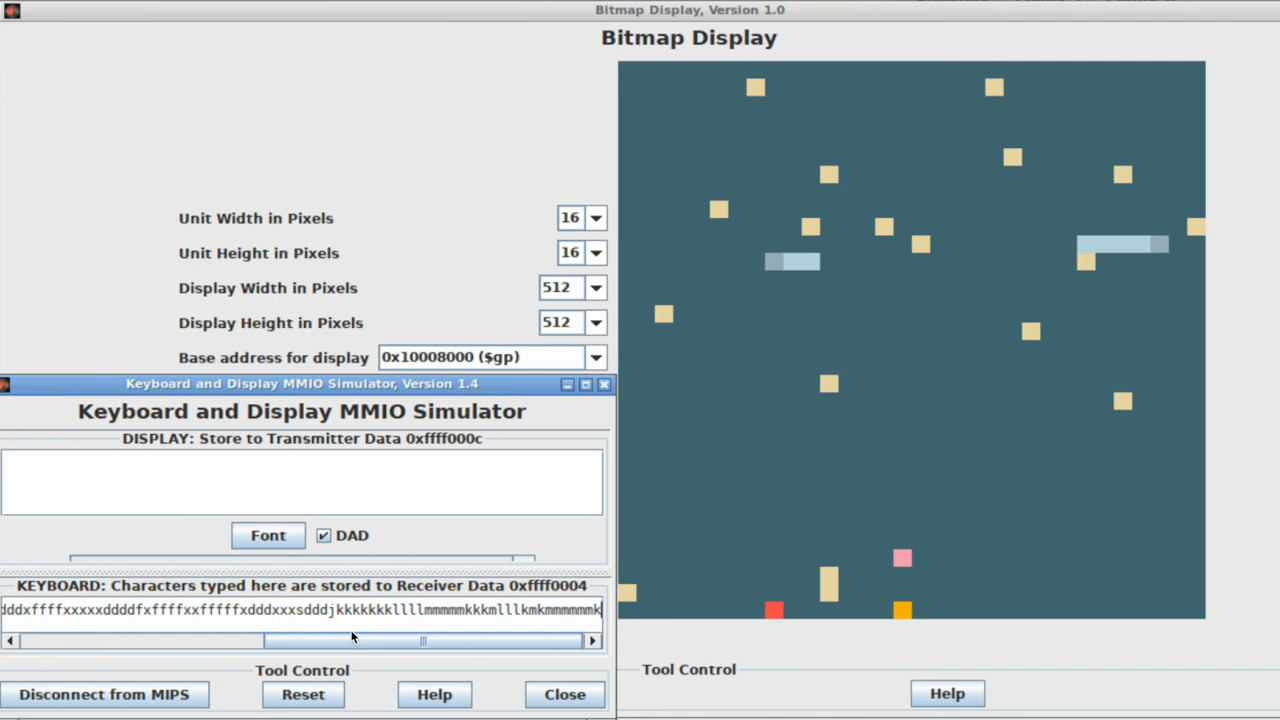 Bitmap Display, Version 1.0
Bitmap Display
Unit Width in Pixels 16
Unit Height in Pixels 16
Display Width in Pixels 512
Display Height in Pixels 512
Base address for display 0x10008000 ($gp)
Keyboard and Display MMIO Simulator, Version 1.4
Keyboard and Display MMIO Simulator
DISPLAY: Store to Transmitter Data 0xffff000c
Font DAD
KEYBOARD: Characters typed here are stored to Receiver Data 0xffff0004
dddxffffxxxxxddddfxffffxxfffffxdddxxxsdddjkkkkkkkllllmmmmmkkkmlllkmkmmmmmmk
Tool Control
Disconnect from MIPS Reset Help Close
Tool Control
Help